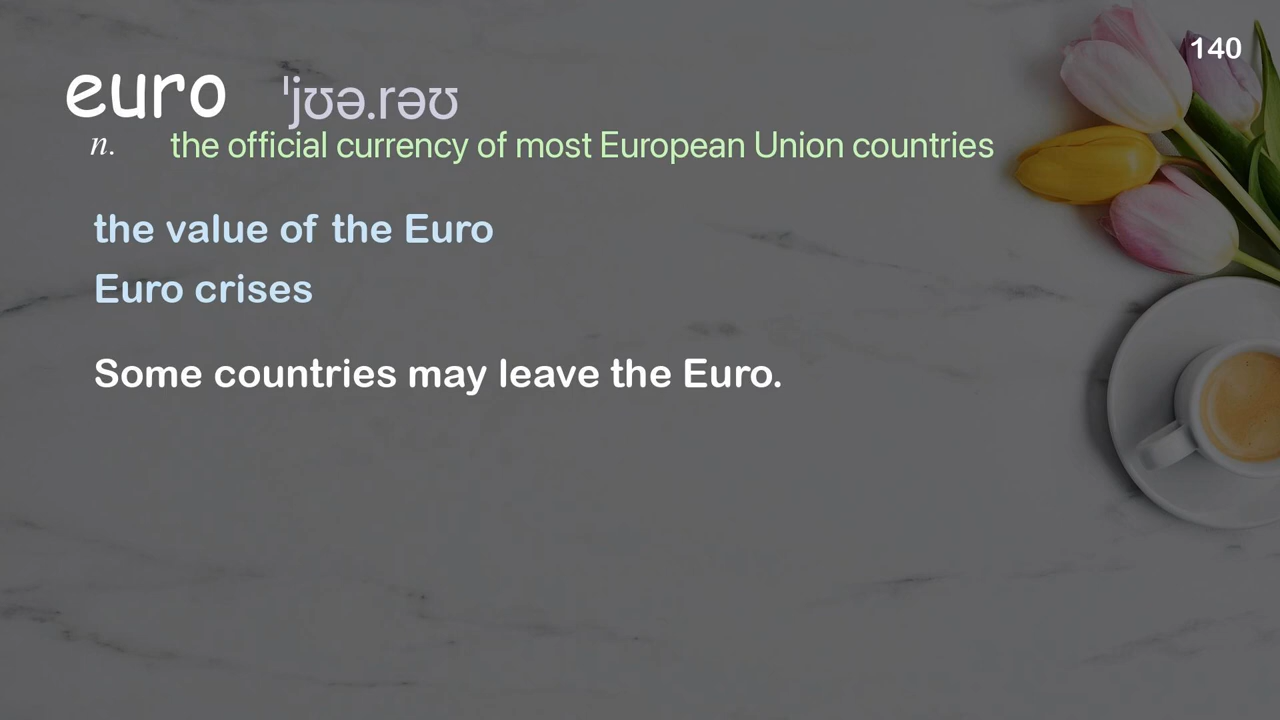 140
euro ˈjʊə.rəʊ
n. the official currency of most European Union countries
the value of the Euro
Euro crises
Some countries may leave the Euro.